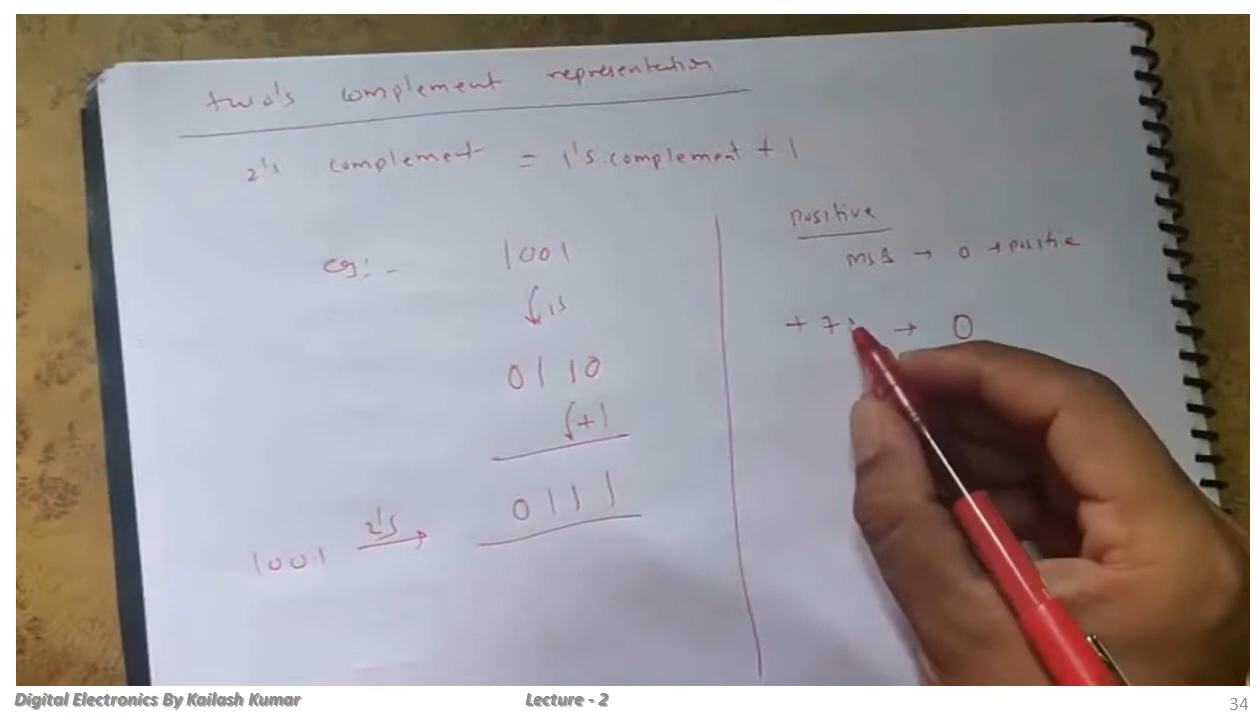 two's complement representation
2's complement = 1's complement + 1
eg: - 1001
↓ 1s
0110
↓ +1
0111
1001 2's →
positive
MSB → 0 → positive
+ 7 → 0
Digital Electronics By Kailash Kumar Lecture - 2 34